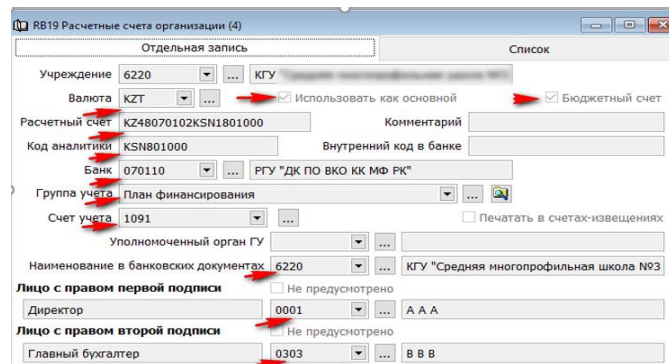 RB19 Расчетные счета организации (4)
Отдельная запись Список
Учреждение 6220 ... КГУ
Валюта KZT ... Использовать как основной Бюджетный счет
Расчетный счет KZ48070102KSN1801000 Комментарий
Код аналитики KSN801000 Внутренний код в банке
Банк 070110 ... РГУ "ДК ПО ВКО КК МФ РК"
Группа учета План финансирования ...
Счет учета 1091 ... Печатать в счетах-извещениях
Уполномоченный орган ГУ ...
Наименование в банковских документах 6220 ... КГУ "Средняя многопрофильная школа №3
Лицо с правом первой подписи Не предусмотрено
Директор 0001 ... А А А
Лицо с правом второй подписи Не предусмотрено
Главный бухгалтер 0303 ... В В В